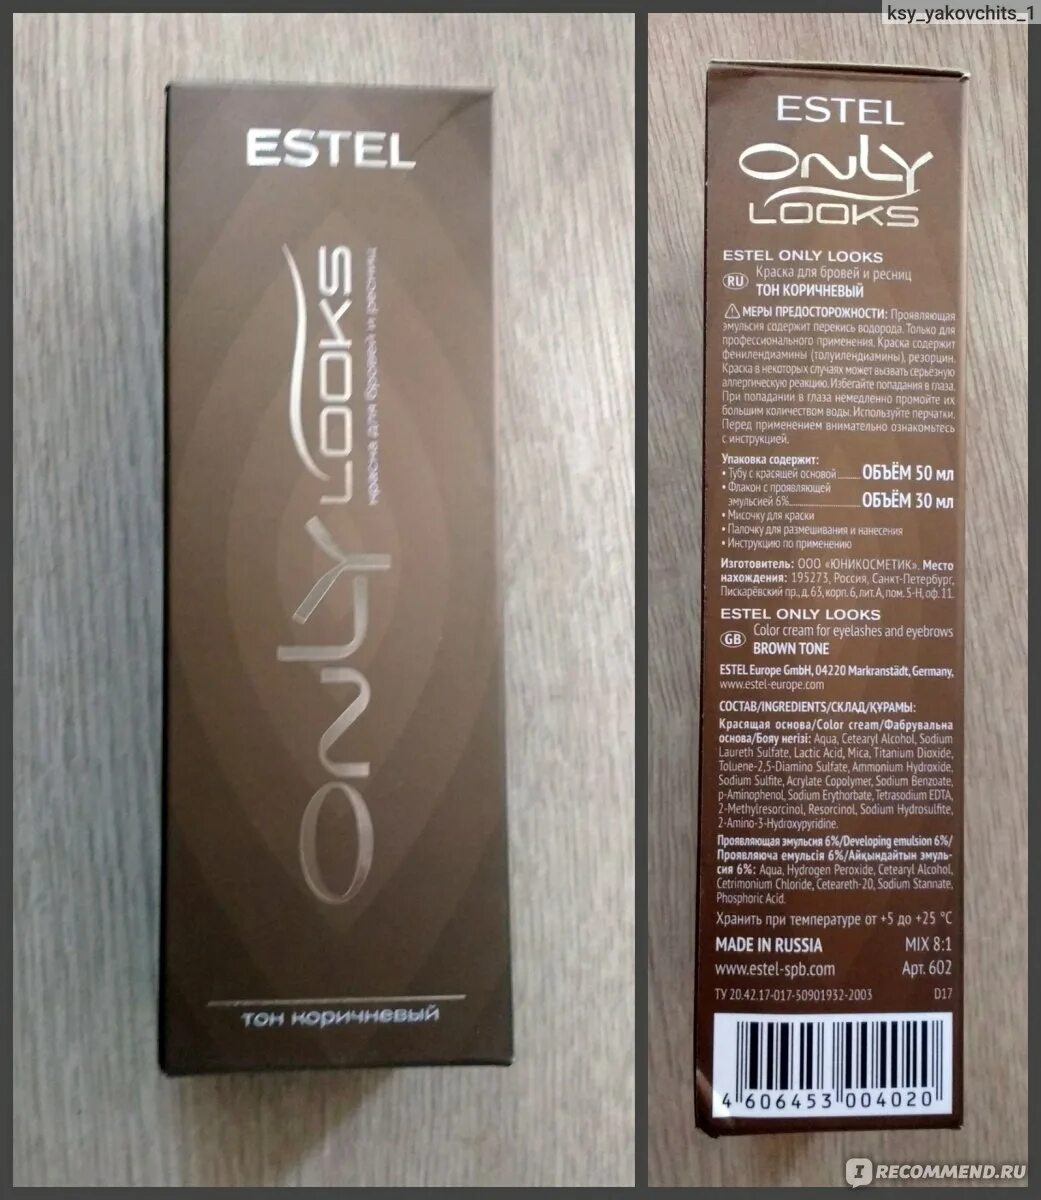 ksy_yakovchits_1
ESTEL
ONLY LOOKS
краска для бровей и ресниц
тон коричневый
ESTEL
ONLY
LOOKS
ESTEL ONLY LOOKS
RU Краска для бровей и ресниц
ТОН КОРИЧНЕВЫЙ
МЕРЫ ПРЕДОСТОРОЖНОСТИ: Проявляющая
эмульсия содержит перекись водорода. Только для
профессионального применения. Краска содержит
фенилендиамины (толуилендиамины), резорцин.
Краска в некоторых случаях может вызвать серьёзную
аллергическую реакцию. Избегайте попадания в глаза.
При попадании в глаза немедленно промойте их
большим количеством воды. Используйте перчатки.
Перед применением внимательно ознакомьтесь
с инструкцией.
Упаковка содержит:
• Тубу с красящей основой ОБЪЁМ 50 мл
• Флакон с проявляющей
эмульсией 6% ОБЪЁМ 30 мл
• Мисочку для краски
• Палочку для размешивания и нанесения
• Инструкцию по применению
Изготовитель: ООО «ЮНИКОСМЕТИК». Место
нахождения: 195273, Россия, Санкт-Петербург,
Пискарёвский пр., д. 63, корп. 6, лит. А, пом. 5-Н, оф. 11.
ESTEL ONLY LOOKS
GB Color cream for eyelashes and eyebrows
BROWN TONE
ESTEL Europe GmbH, 04220 Markranstädt, Germany,
www.estel-europe.com
СОСТАВ/INGREDIENTS/СКЛАД/ҚҰРАМЫ:
Красящая основа/Color cream/Фабрувальна
основа/Бояу негізі: Aqua, Cetearyl Alcohol, Sodium
Laureth Sulfate, Lactic Acid, Mica, Titanium Dioxide,
Toluene-2,5-Diamino Sulfate, Ammonium Hydroxide,
Sodium Sulfite, Acrylate Copolymer, Sodium Benzoate,
p-Aminophenol, Sodium Erythorbate, Tetrasodium EDTA,
2-Methylresorcinol, Resorcinol, Sodium Hydrosulfite,
2-Amino-3-Hydroxypyridine.
Проявляющая эмульсия 6%/Developing emulsion 6%/
Проявляюча емульсія 6%/Айқындайтын эмуль-
сия 6%: Aqua, Hydrogen Peroxide, Cetearyl Alcohol,
Cetrimonium Chloride, Ceteareth-20, Sodium Stannate,
Phosphoric Acid.
Хранить при температуре от +5 до +25 °C
MADE IN RUSSIA MIX 8:1
www.estel-spb.com Арт. 602
ТУ 20.42.17-017-50901932-2003 D17
4 606453 004020
IRECOMMEND.RU